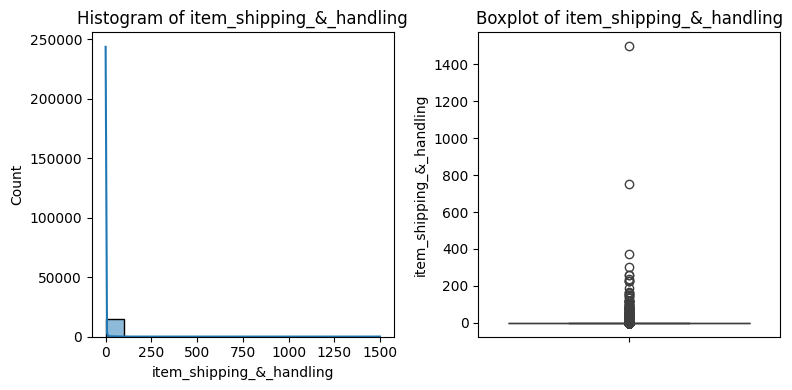 Histogram of item_shipping_&_handling
Count
250000
200000
150000
100000
50000
0
0 250 500 750 1000 1250 1500
item_shipping_&_handling
Boxplot of item_shipping_&_handling
item_shipping_&_handling
1400
1200
1000
800
600
400
200
0